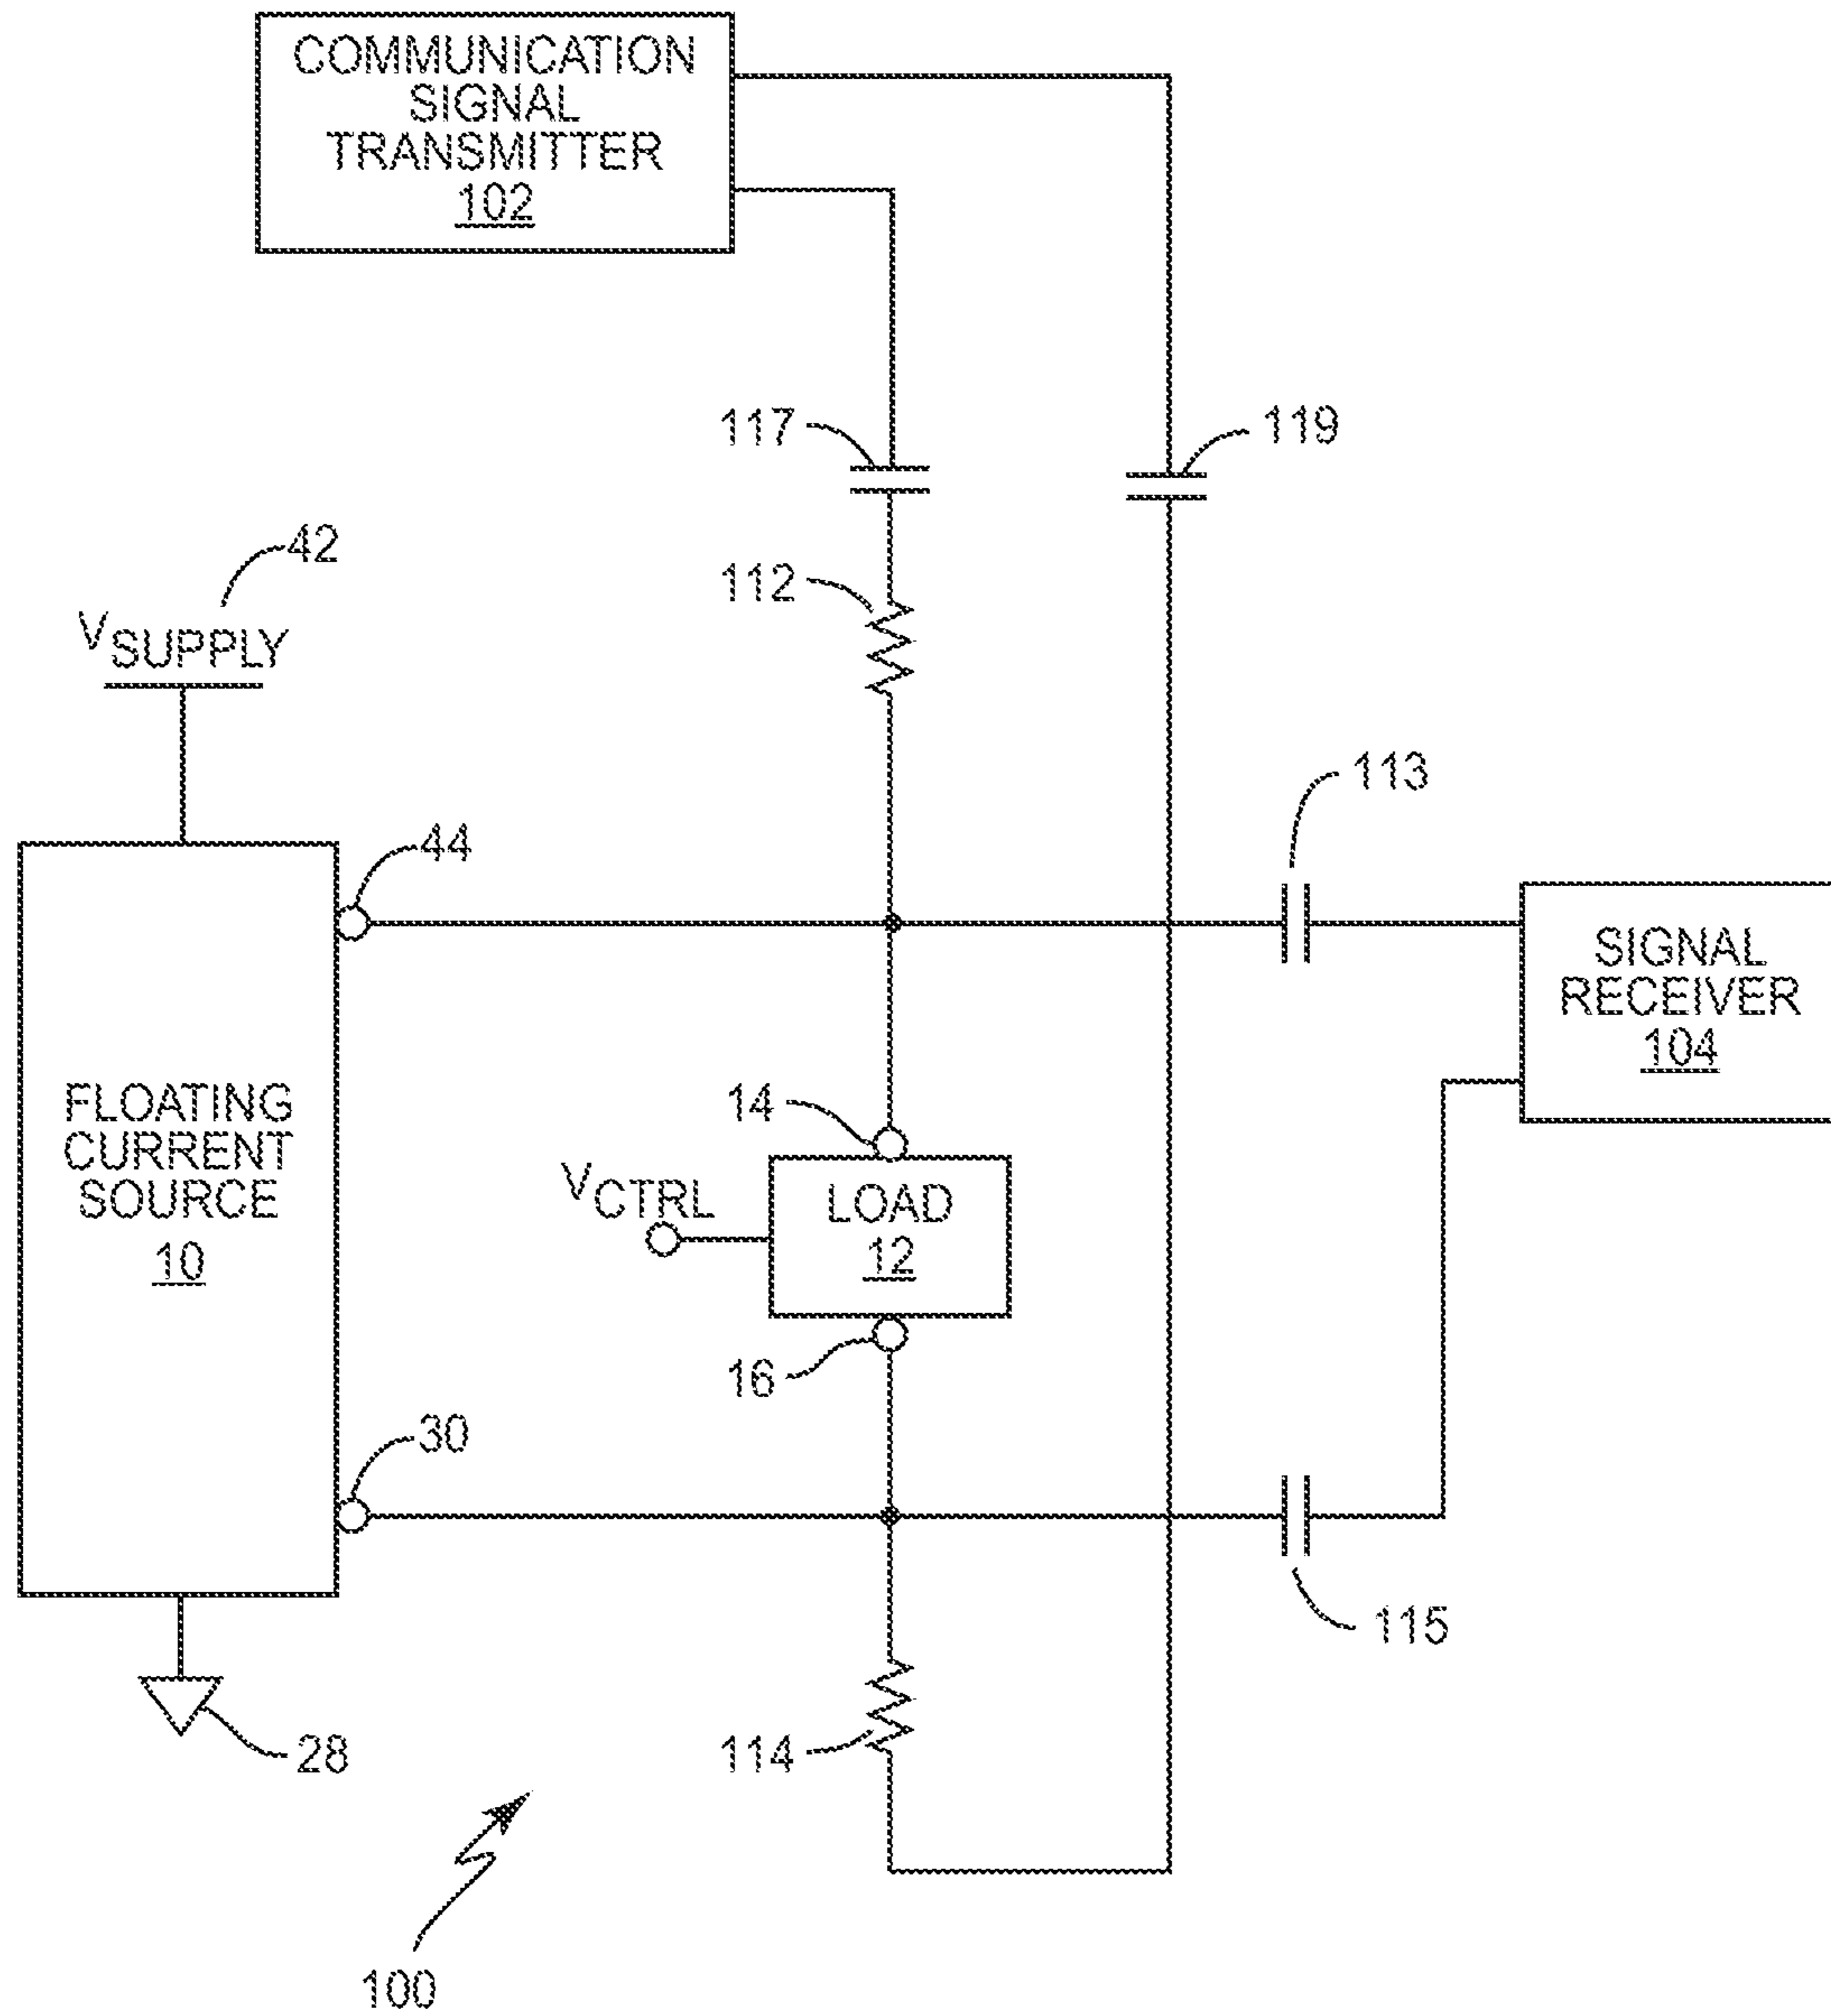 COMMUNICATION
SIGNAL
TRANSMITTER
102
117
119
42
112
VSUPPLY
113
44
SIGNAL
RECEIVER
104
FLOATING
CURRENT
SOURCE
10
14
VCTRL
LOAD
12
16
30
115
114
28
100